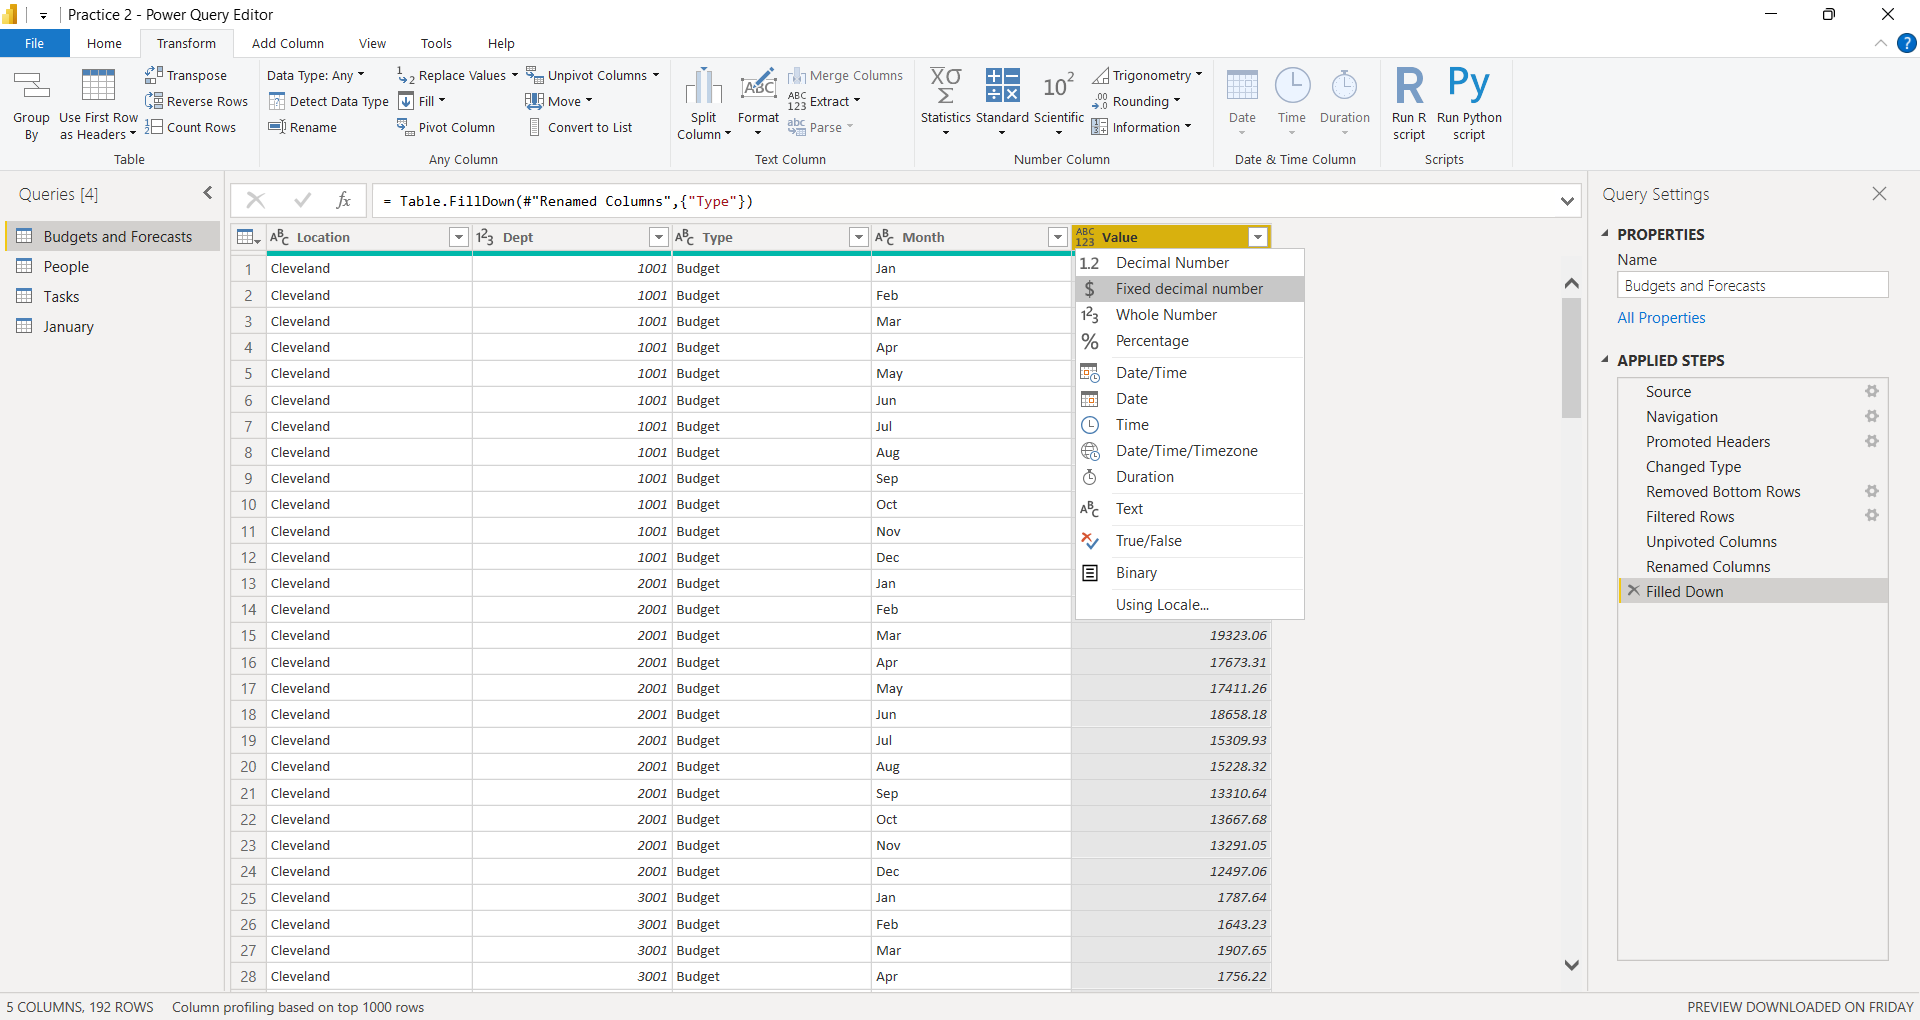 Practice 2 - Power Query Editor
File Home Transform Add Column View Tools Help
Group By
Use First Row as Headers
Transpose
Reverse Rows
Count Rows
Table
Data Type: Any
Detect Data Type
Rename
Replace Values
Fill
Pivot Column
Unpivot Columns
Move
Convert to List
Any Column
Split Column
Format
Merge Columns
Extract
Parse
Text Column
Statistics
Standard
Scientific
Trigonometry
Rounding
Information
Number Column
Date
Time
Duration
Date & Time Column
Run R script
Run Python script
Scripts
Queries [4]
Budgets and Forecasts
People
Tasks
January
fx
= Table.FillDown(#"Renamed Columns",{"Type"})
Location Dept Type Month Value
1 Cleveland 1001 Budget Jan
2 Cleveland 1001 Budget Feb
3 Cleveland 1001 Budget Mar
4 Cleveland 1001 Budget Apr
5 Cleveland 1001 Budget May
6 Cleveland 1001 Budget Jun
7 Cleveland 1001 Budget Jul
8 Cleveland 1001 Budget Aug
9 Cleveland 1001 Budget Sep
10 Cleveland 1001 Budget Oct
11 Cleveland 1001 Budget Nov
12 Cleveland 1001 Budget Dec
13 Cleveland 2001 Budget Jan
14 Cleveland 2001 Budget Feb
15 Cleveland 2001 Budget Mar 19323.06
16 Cleveland 2001 Budget Apr 17673.31
17 Cleveland 2001 Budget May 17411.26
18 Cleveland 2001 Budget Jun 18658.18
19 Cleveland 2001 Budget Jul 15309.93
20 Cleveland 2001 Budget Aug 15228.32
21 Cleveland 2001 Budget Sep 13310.64
22 Cleveland 2001 Budget Oct 13667.68
23 Cleveland 2001 Budget Nov 13291.05
24 Cleveland 2001 Budget Dec 12497.06
25 Cleveland 3001 Budget Jan 1787.64
26 Cleveland 3001 Budget Feb 1643.23
27 Cleveland 3001 Budget Mar 1907.65
28 Cleveland 3001 Budget Apr 1756.22
1.2 Decimal Number
$ Fixed decimal number
123 Whole Number
% Percentage
Date/Time
Date
Time
Date/Time/Timezone
Duration
ABC Text
True/False
Binary
Using Locale...
Query Settings
PROPERTIES
Name
Budgets and Forecasts
All Properties
APPLIED STEPS
Source
Navigation
Promoted Headers
Changed Type
Removed Bottom Rows
Filtered Rows
Unpivoted Columns
Renamed Columns
Filled Down
5 COLUMNS, 192 ROWS Column profiling based on top 1000 rows
PREVIEW DOWNLOADED ON FRIDAY